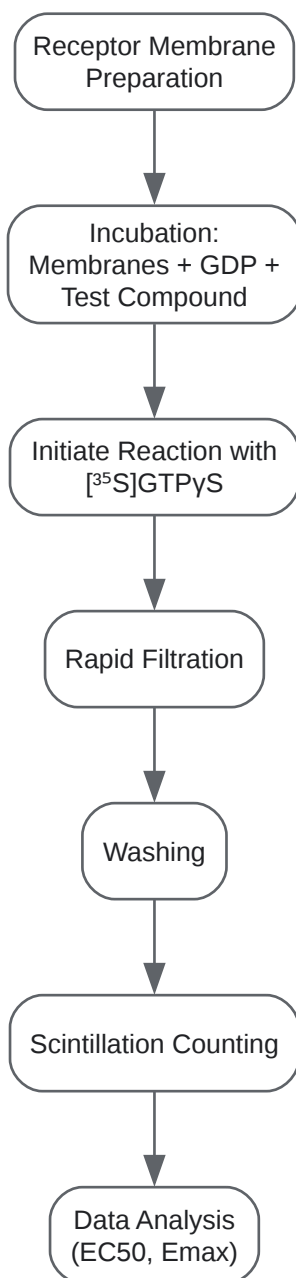 Receptor Membrane
Preparation
Incubation:
Membranes + GDP +
Test Compound
Initiate Reaction with
[³⁵S]GTPγS
Rapid Filtration
Washing
Scintillation Counting
Data Analysis
(EC50, Emax)